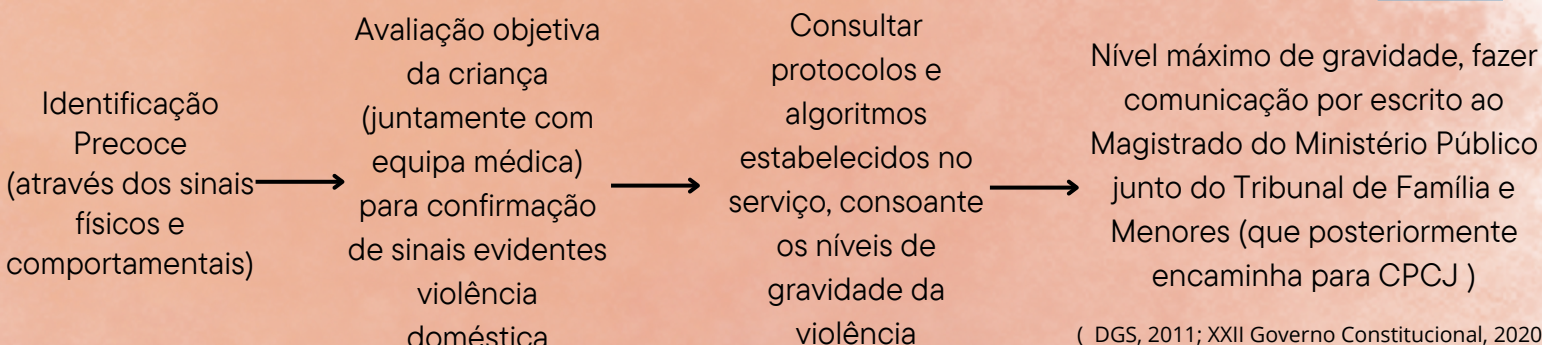 Identificação
Precoce
(através dos sinais
físicos e
comportamentais)
Avaliação objetiva
da criança
(juntamente com
equipa médica)
para confirmação
de sinais evidentes
violência
doméstica
Consultar
protocolos e
algoritmos
estabelecidos no
serviço, consoante
os níveis de
gravidade da
violência
Nível máximo de gravidade, fazer
comunicação por escrito ao
Magistrado do Ministério Público
junto do Tribunal de Família e
Menores (que posteriormente
encaminha para CPCJ )
( DGS, 2011; XXII Governo Constitucional, 2020